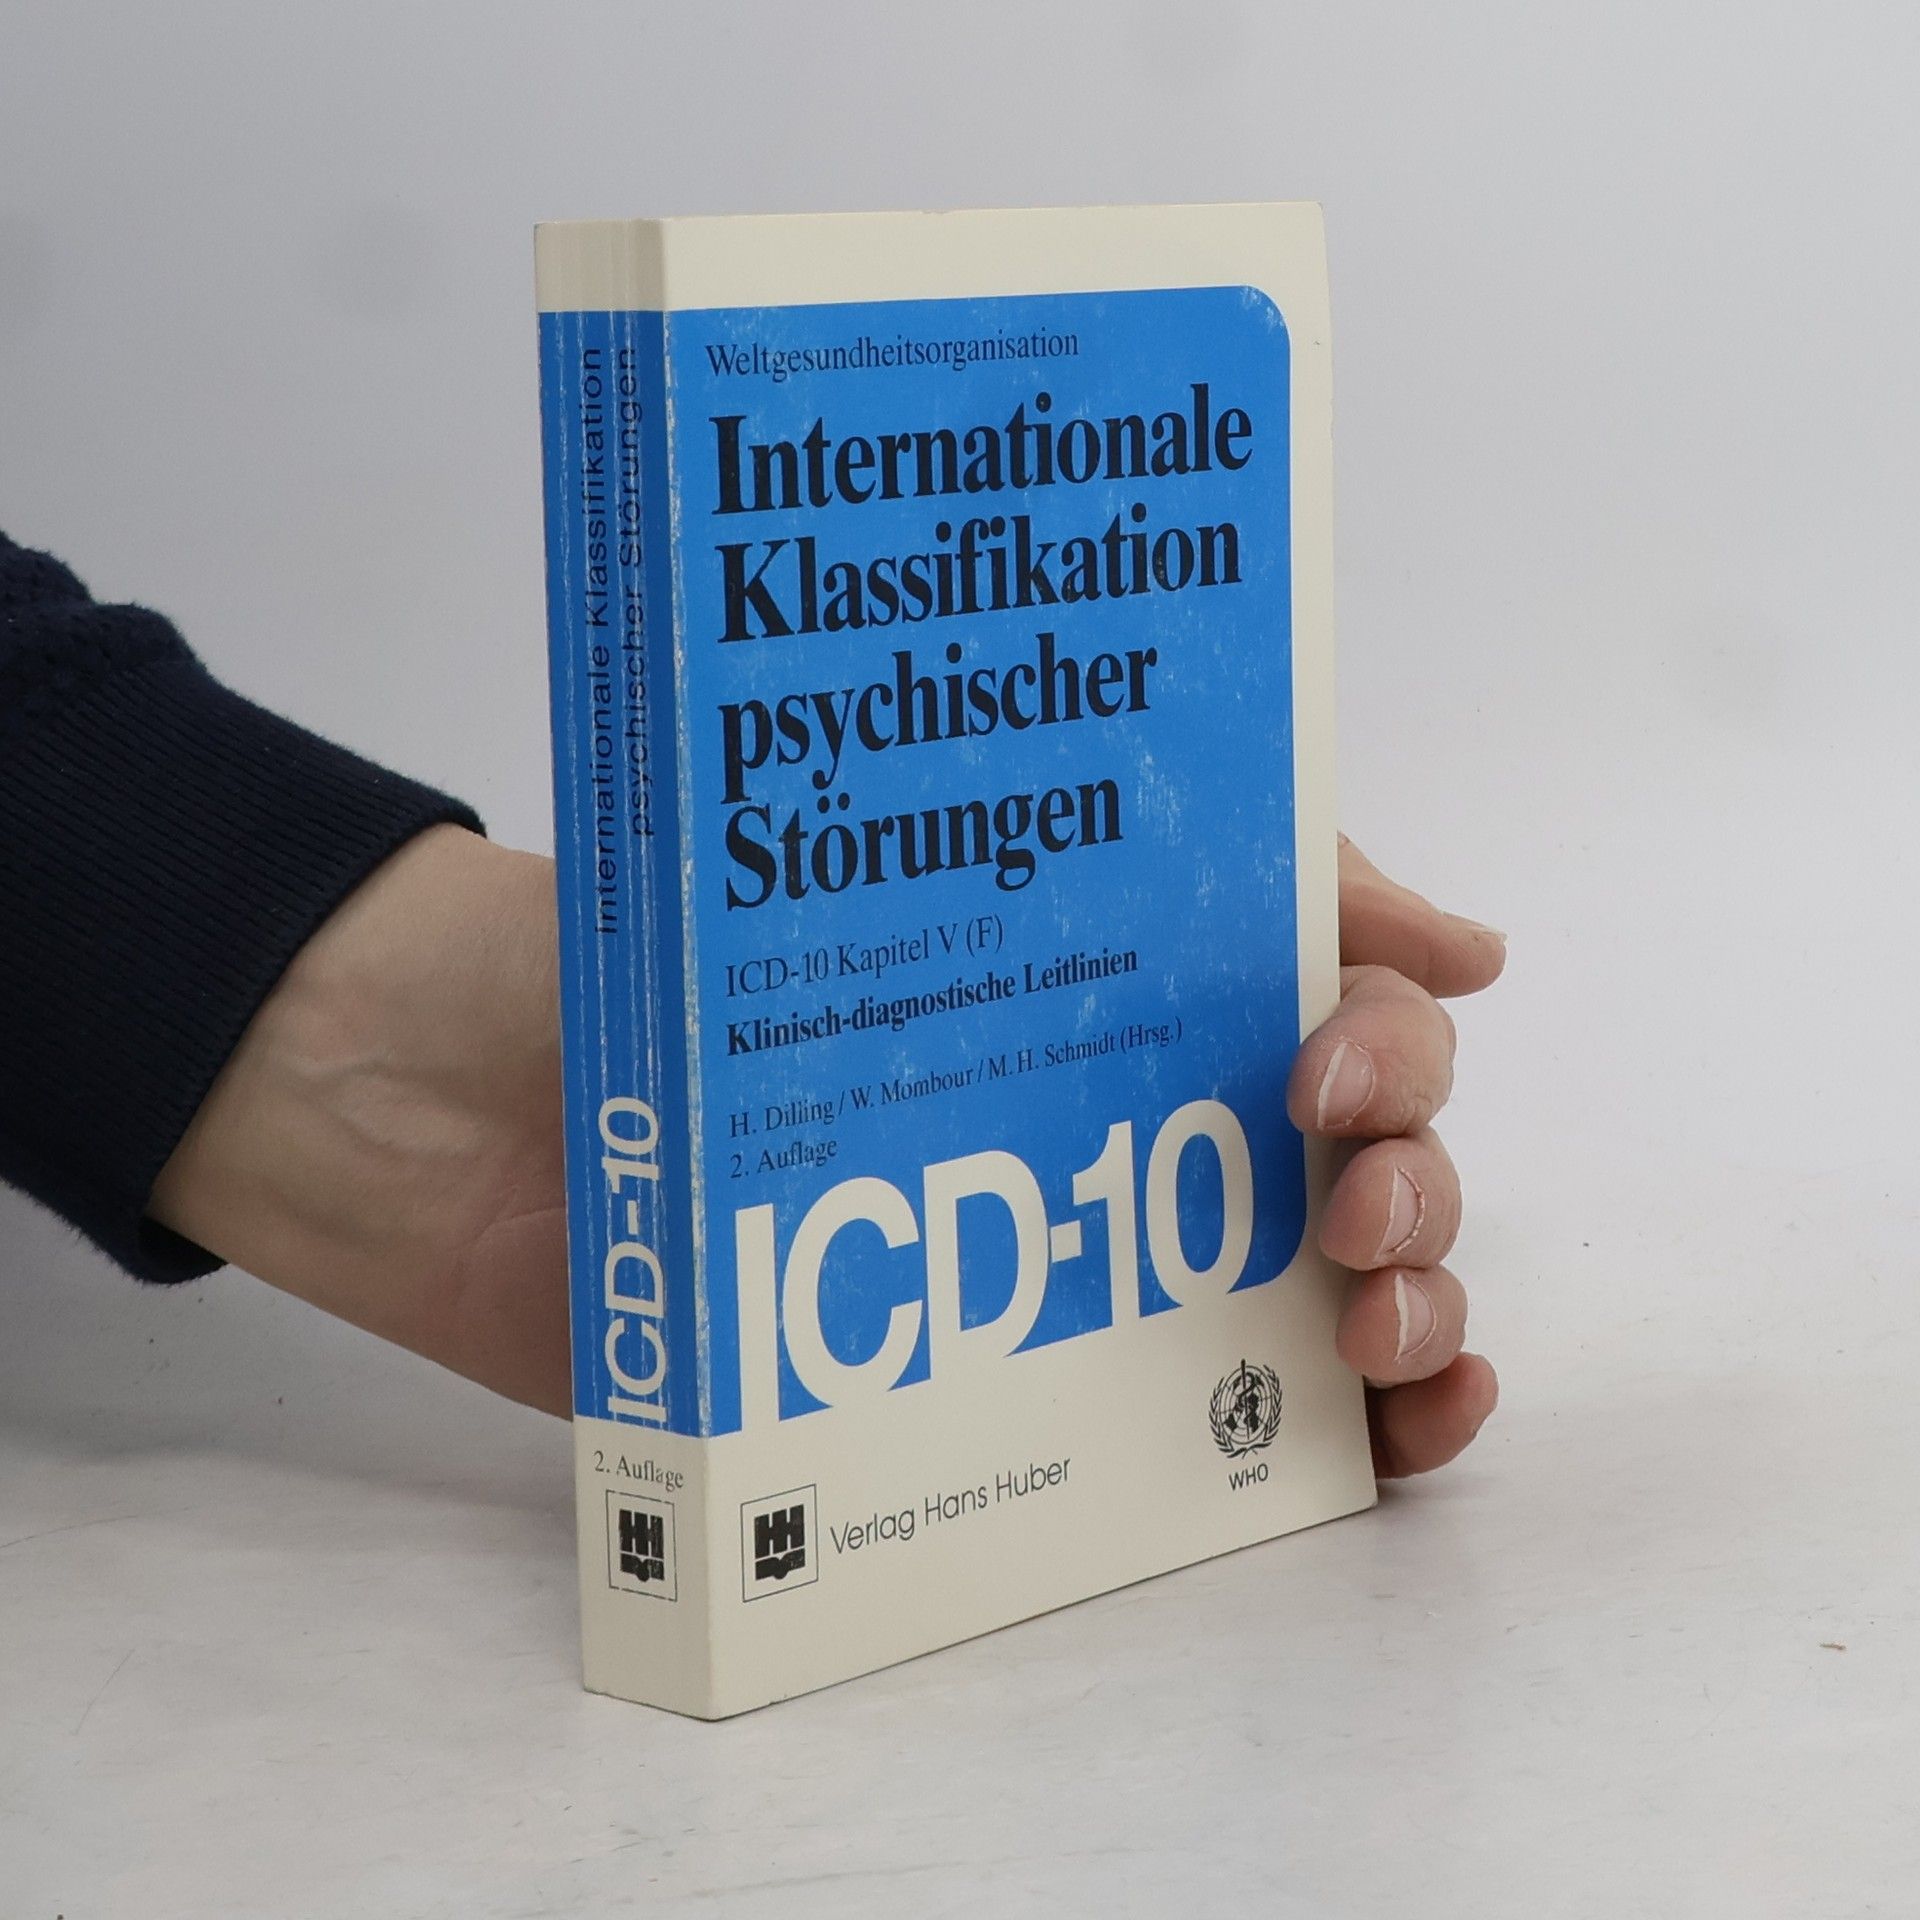 Weltgesundheitsorganisation
Internationale
Klassifikation
psychischer
Störungen
ICD-10 Kapitel V (F)
Klinisch-diagnostische Leitlinien
H. Dilling / W. Mombour / M. H. Schmidt (Hrsg.)
2. Auflage
ICD-10
Verlag Hans Huber
WHO
Internationale Klassifikation
psychischer Störungen
ICD-10
2. Auflage